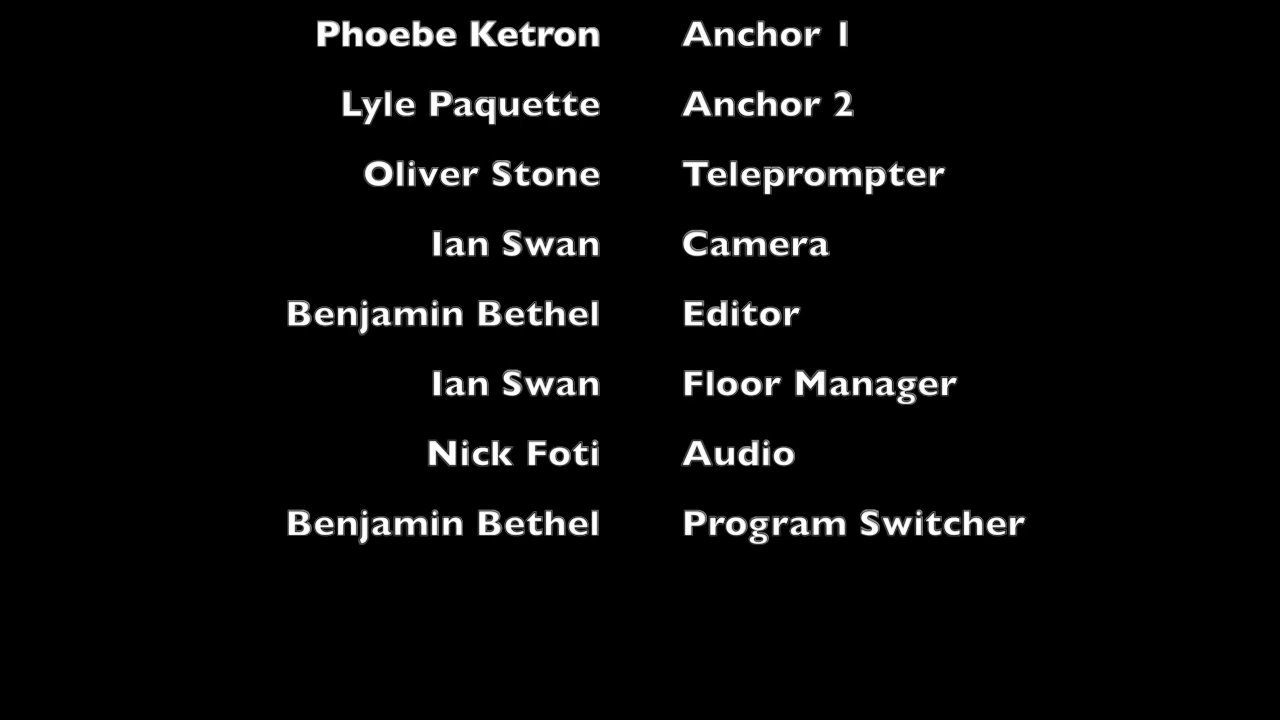 Phoebe Ketron Anchor 1
Lyle Paquette Anchor 2
Oliver Stone Teleprompter
Ian Swan Camera
Benjamin Bethel Editor
Ian Swan Floor Manager
Nick Foti Audio
Benjamin Bethel Program Switcher